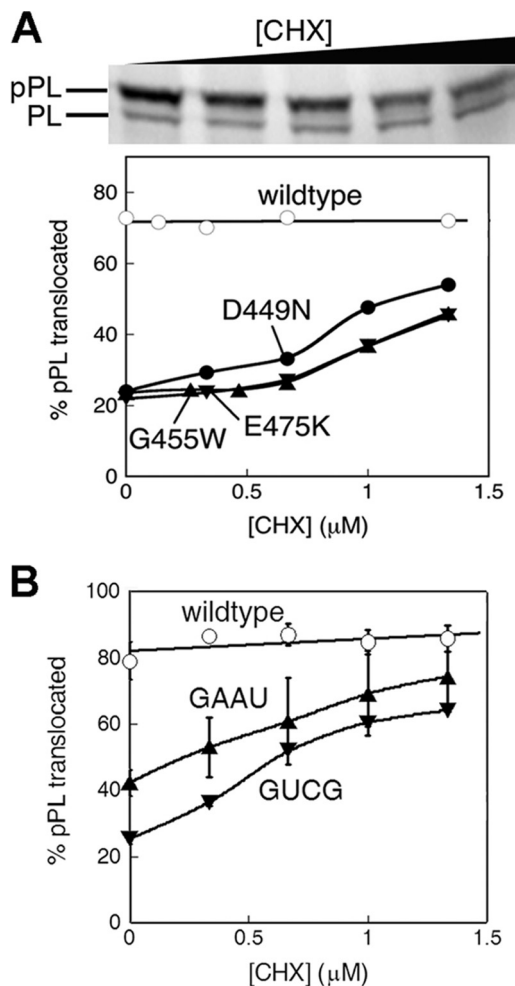 A
[CHX]
pPL
PL
% pPL translocated
80
60
40
20
0
wildtype
D449N
G455W
E475K
0
0.5
1
1.5
[CHX] (μM)
B
% pPL translocated
100
80
60
40
20
0
wildtype
GAAU
GUCG
0
0.5
1
1.5
[CHX] (μM)